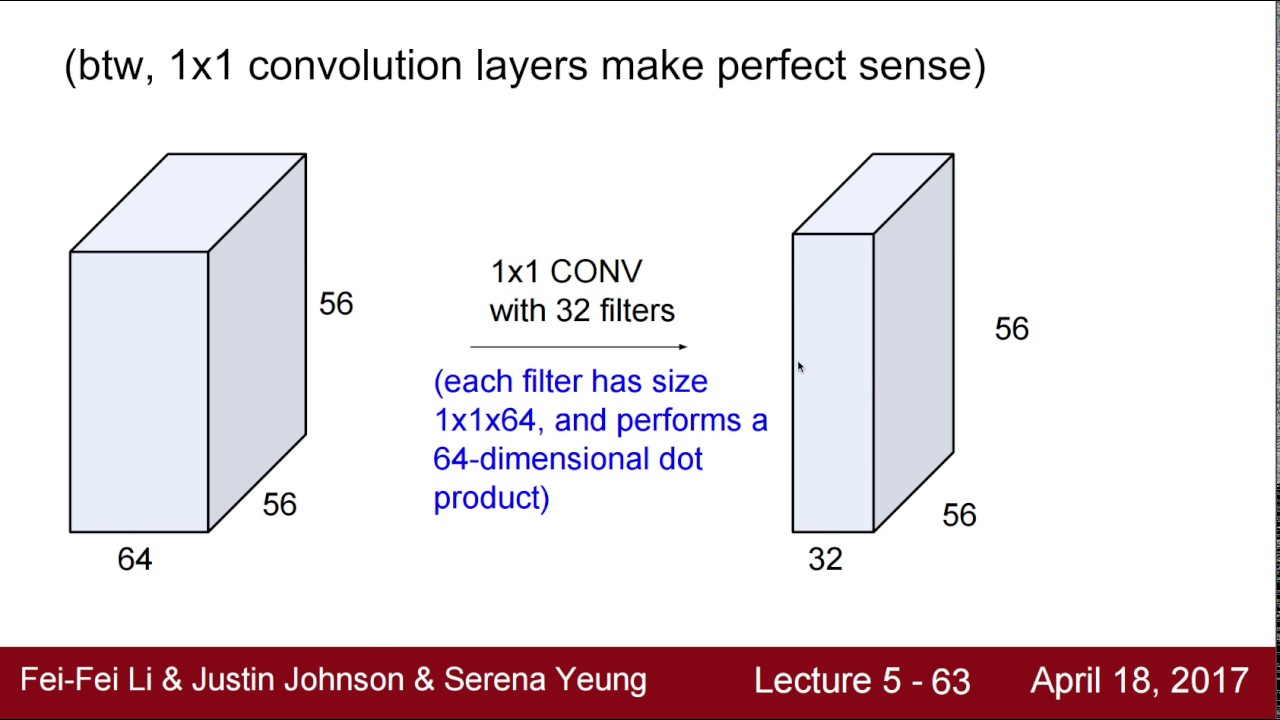 (btw, 1x1 convolution layers make perfect sense)
56
56
64
1x1 CONV
with 32 filters
(each filter has size
1x1x64, and performs a
64-dimensional dot
product)
56
56
32
Fei-Fei Li & Justin Johnson & Serena Yeung
Lecture 5 - 63
April 18, 2017